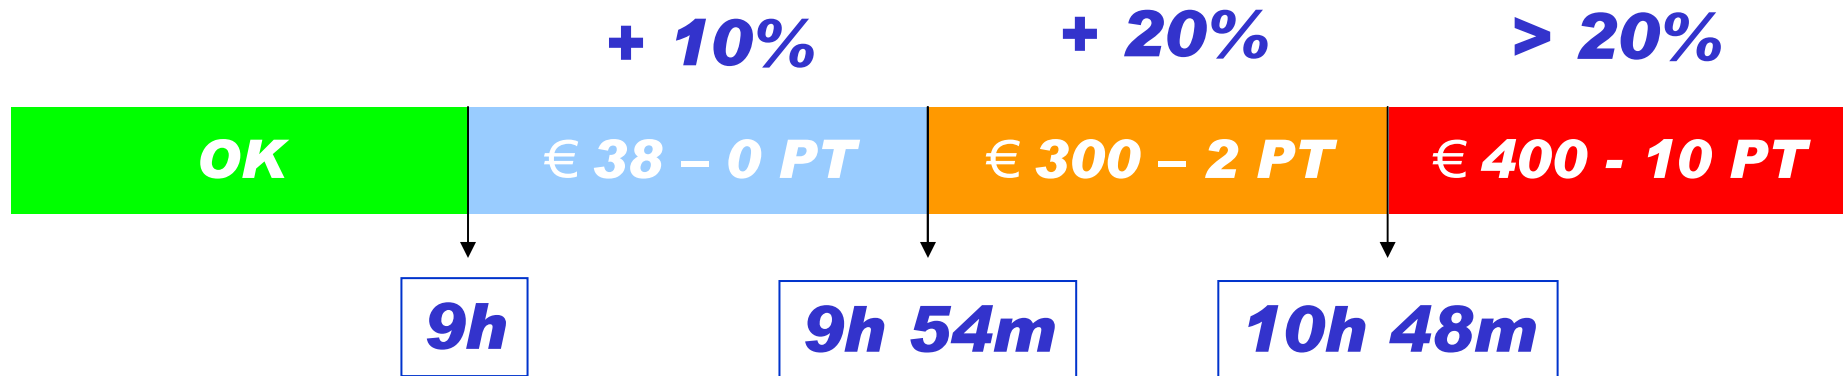 + 10% + 20% > 20%
OK € 38 – 0 PT € 300 – 2 PT € 400 - 10 PT
9h 9h 54m 10h 48m